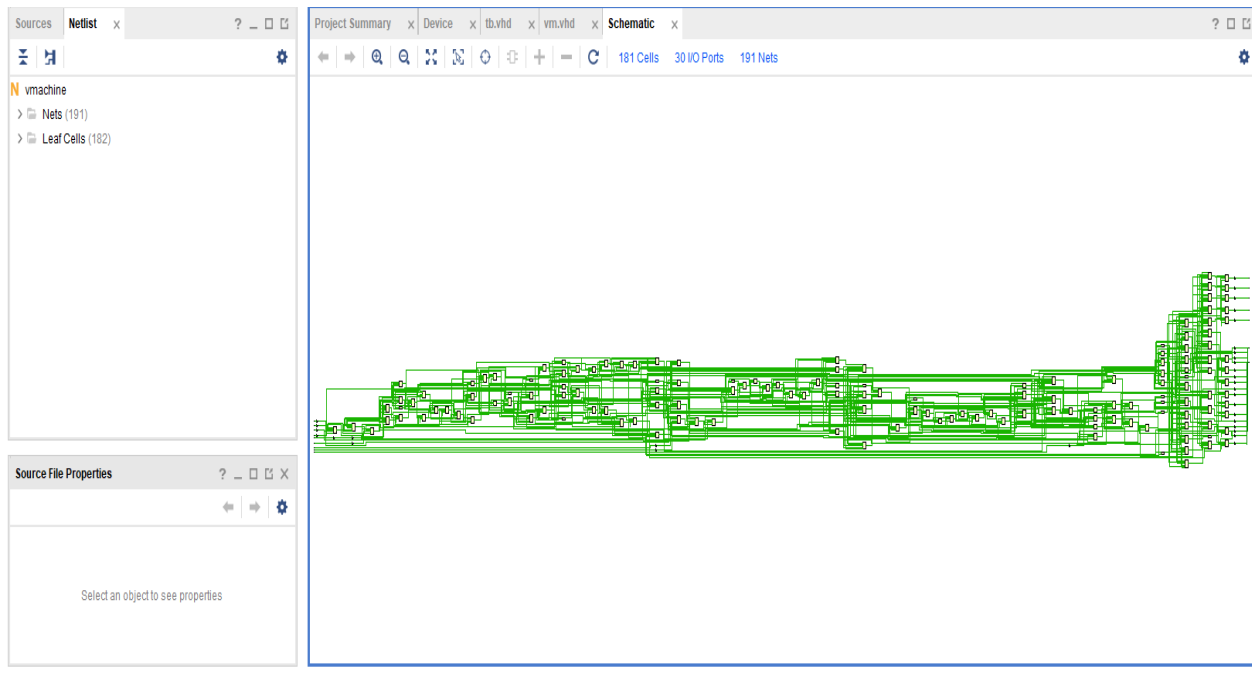 Sources Netlist x ? _
Project Summary x Device x tb.vhd x vm.vhd x Schematic x ?
181 Cells 30 I/O Ports 191 Nets
N vmachine
> Nets (191)
> Leaf Cells (182)
Source File Properties ? _ X
Select an object to see properties